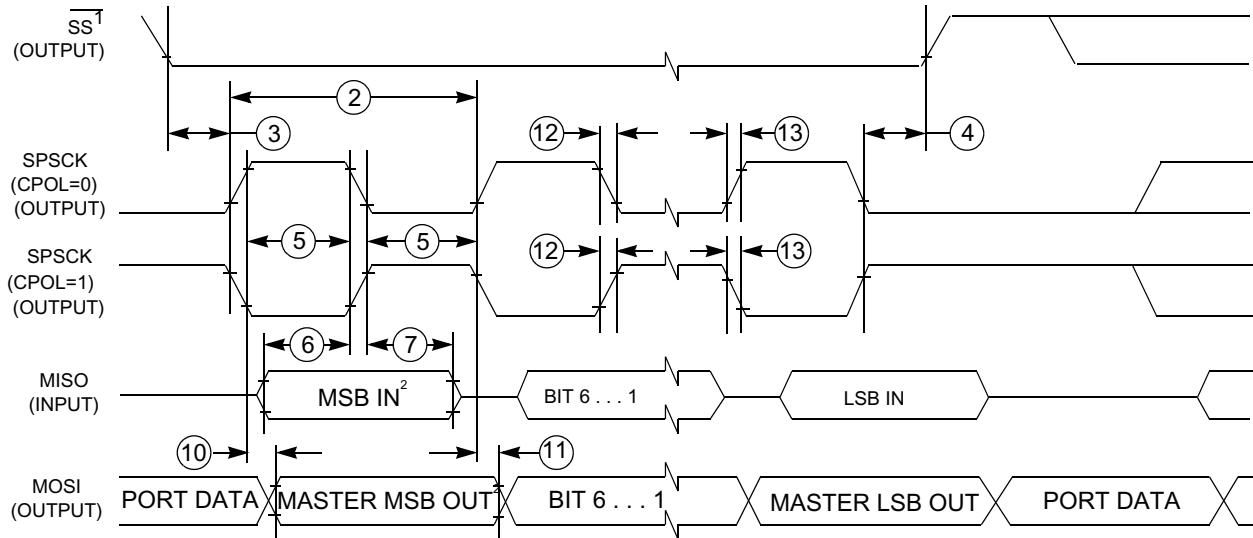 SS¹
(OUTPUT)
2
3
12
13
4
SPSCK
(CPOL=0)
(OUTPUT)
5
5
SPSCK
(CPOL=1)
(OUTPUT)
12
13
6
7
MISO
(INPUT)
MSB IN²
BIT 6 . . . 1
LSB IN
10
11
MOSI
(OUTPUT)
PORT DATA
MASTER MSB OUT²
BIT 6 . . . 1
MASTER LSB OUT
PORT DATA